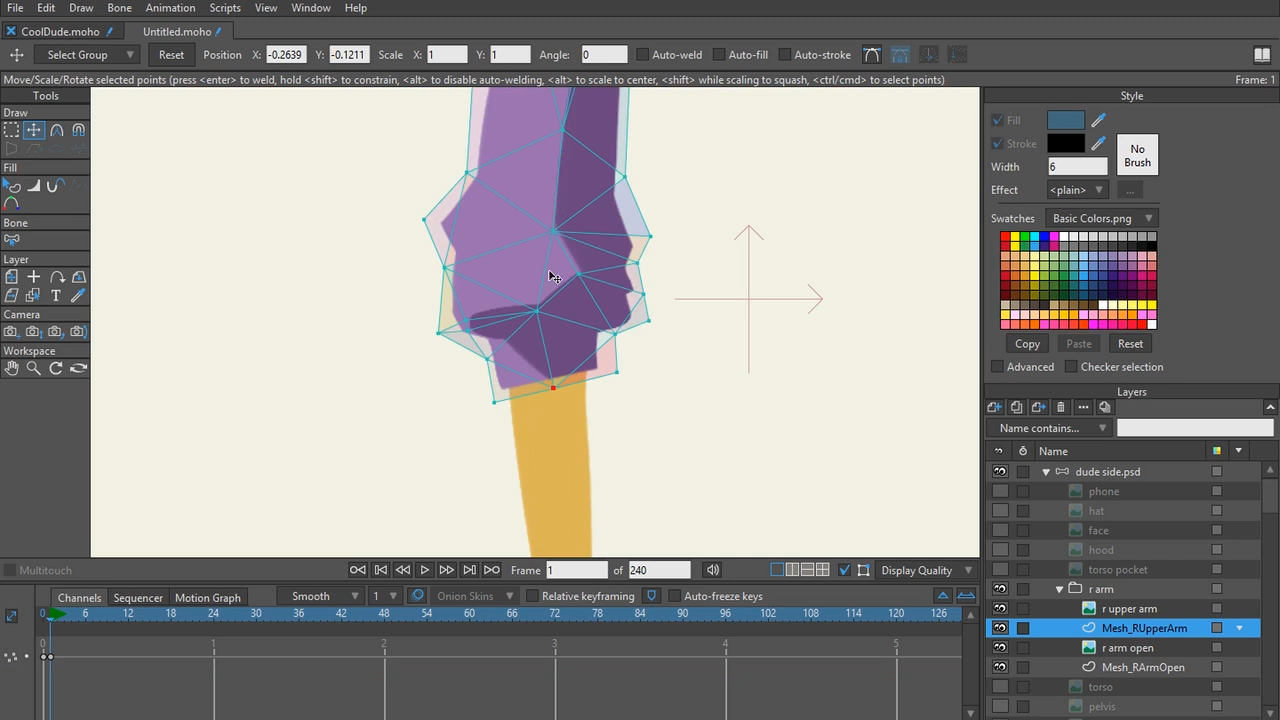 File Edit Draw Bone Animation Scripts View Window Help
CoolDude.moho Untitled.moho
Select Group Reset Position X: -0.2639 Y: -0.1211 Scale X: 1 Y: 1 Angle: 0 Auto-weld Auto-fill Auto-stroke
Move/Scale/Rotate selected points (press <enter> to weld, hold <shift> to constrain, <alt> to disable auto-welding, <alt> to scale to center, <shift> while scaling to squash, <ctrl/cmd> to select points) Frame: 1
Tools
Draw
Fill
Bone
Layer
T
Camera
Workspace
Style
Fill
Stroke
No
Brush
Width 6
Effect <plain> ...
Swatches Basic Colors.png
Copy Paste Reset
Advanced Checker selection
Layers
Name contains...
Name
dude side.psd
phone
hat
face
hood
torso pocket
r arm
r upper arm
Mesh_RUpperArm
r arm open
Mesh_RArmOpen
torso
pelvis
Multitouch Frame 1 of 240 Display Quality
Channels Sequencer Motion Graph Smooth 1 Onion Skins Relative keyframing Auto-freeze keys
0 6 12 18 24 30 36 42 48 54 60 66 72 78 84 90 96 102 108 114 120 126
0 1 2 3 4 5